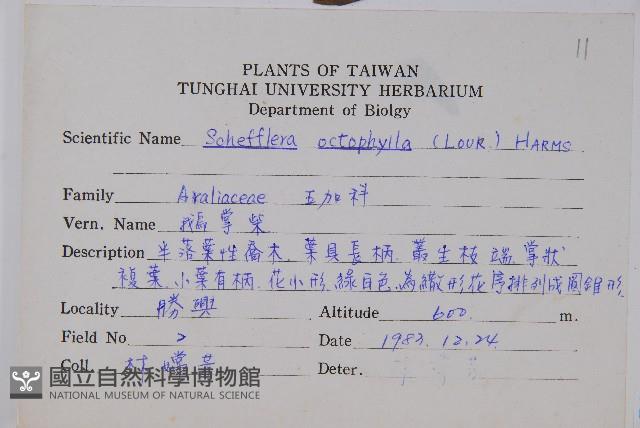 11
PLANTS OF TAIWAN
TUNGHAI UNIVERSITY HERBARIUM
Department of Biolgy
Scientific Name Schefflera octophylla (LOUR.) HARMS
Family Araliaceae 五加科
Vern. Name 鵝掌柴
Description 半落葉性喬木 葉具長柄 叢生枝端 掌狀
複葉 小葉有柄 花小形 綠白色 為繖形花序排列成圓錐形
Locality 勝興 Altitude 600 m.
Field No 2 Date 1983.12.24
Coll. 林 Deter.
國立自然科學博物館
NATIONAL MUSEUM OF NATURAL SCIENCE